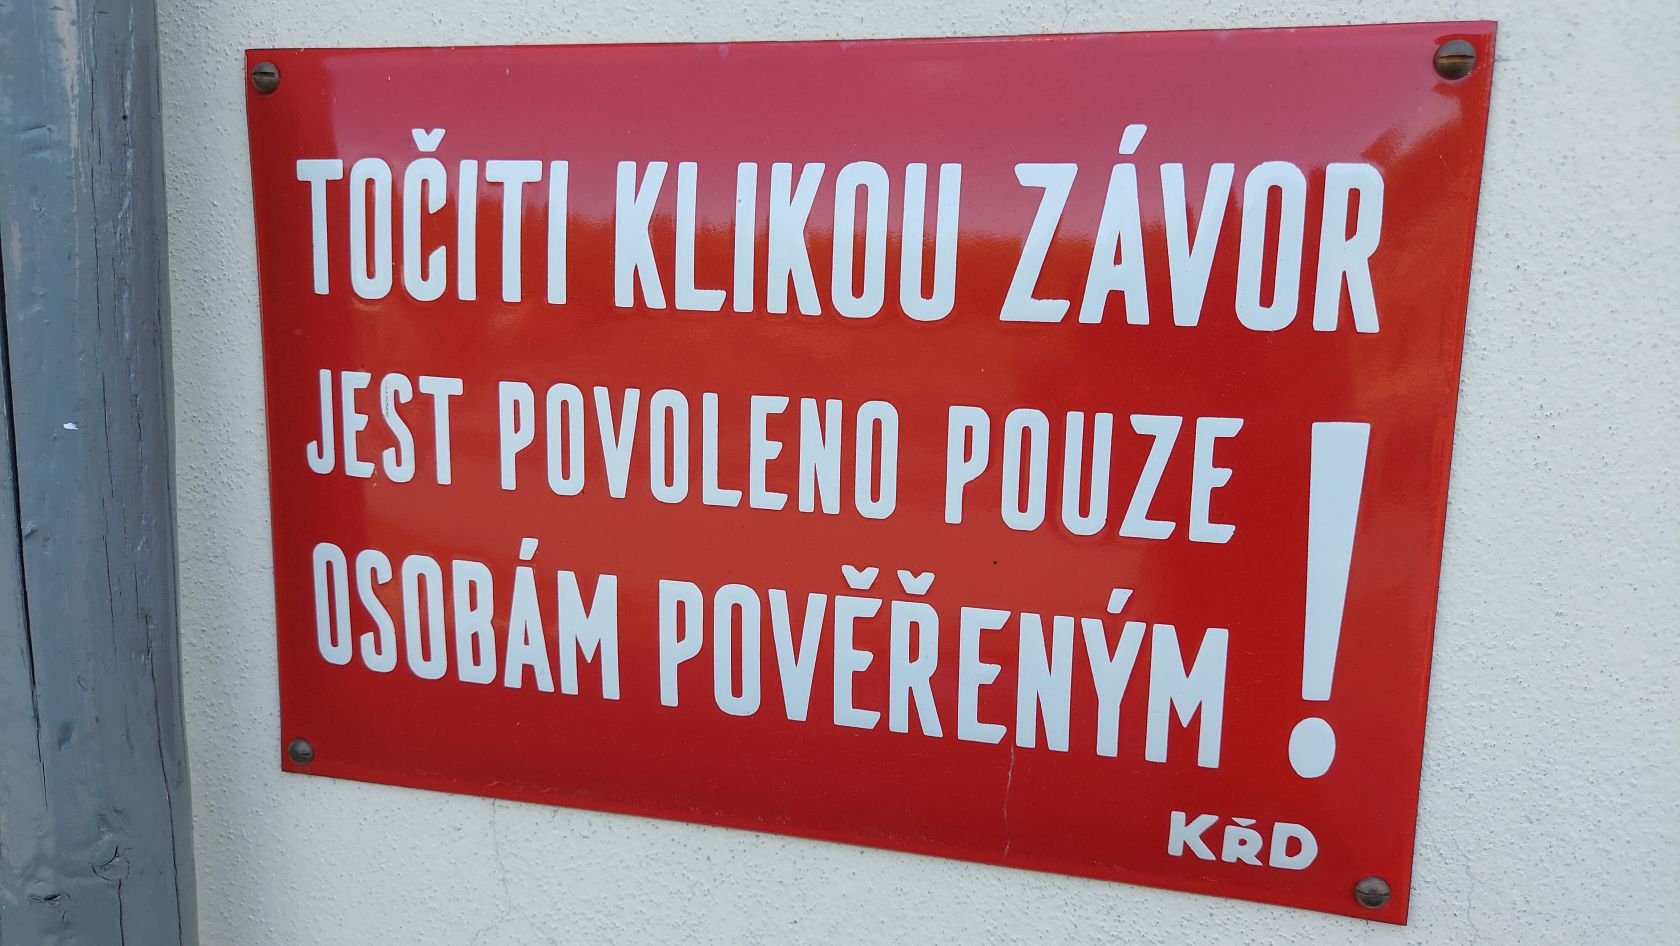 TOČITI KLIKOU ZÁVOR
JEST POVOLENO POUZE
OSOBÁM POVĚŘENÝM!
KŘD